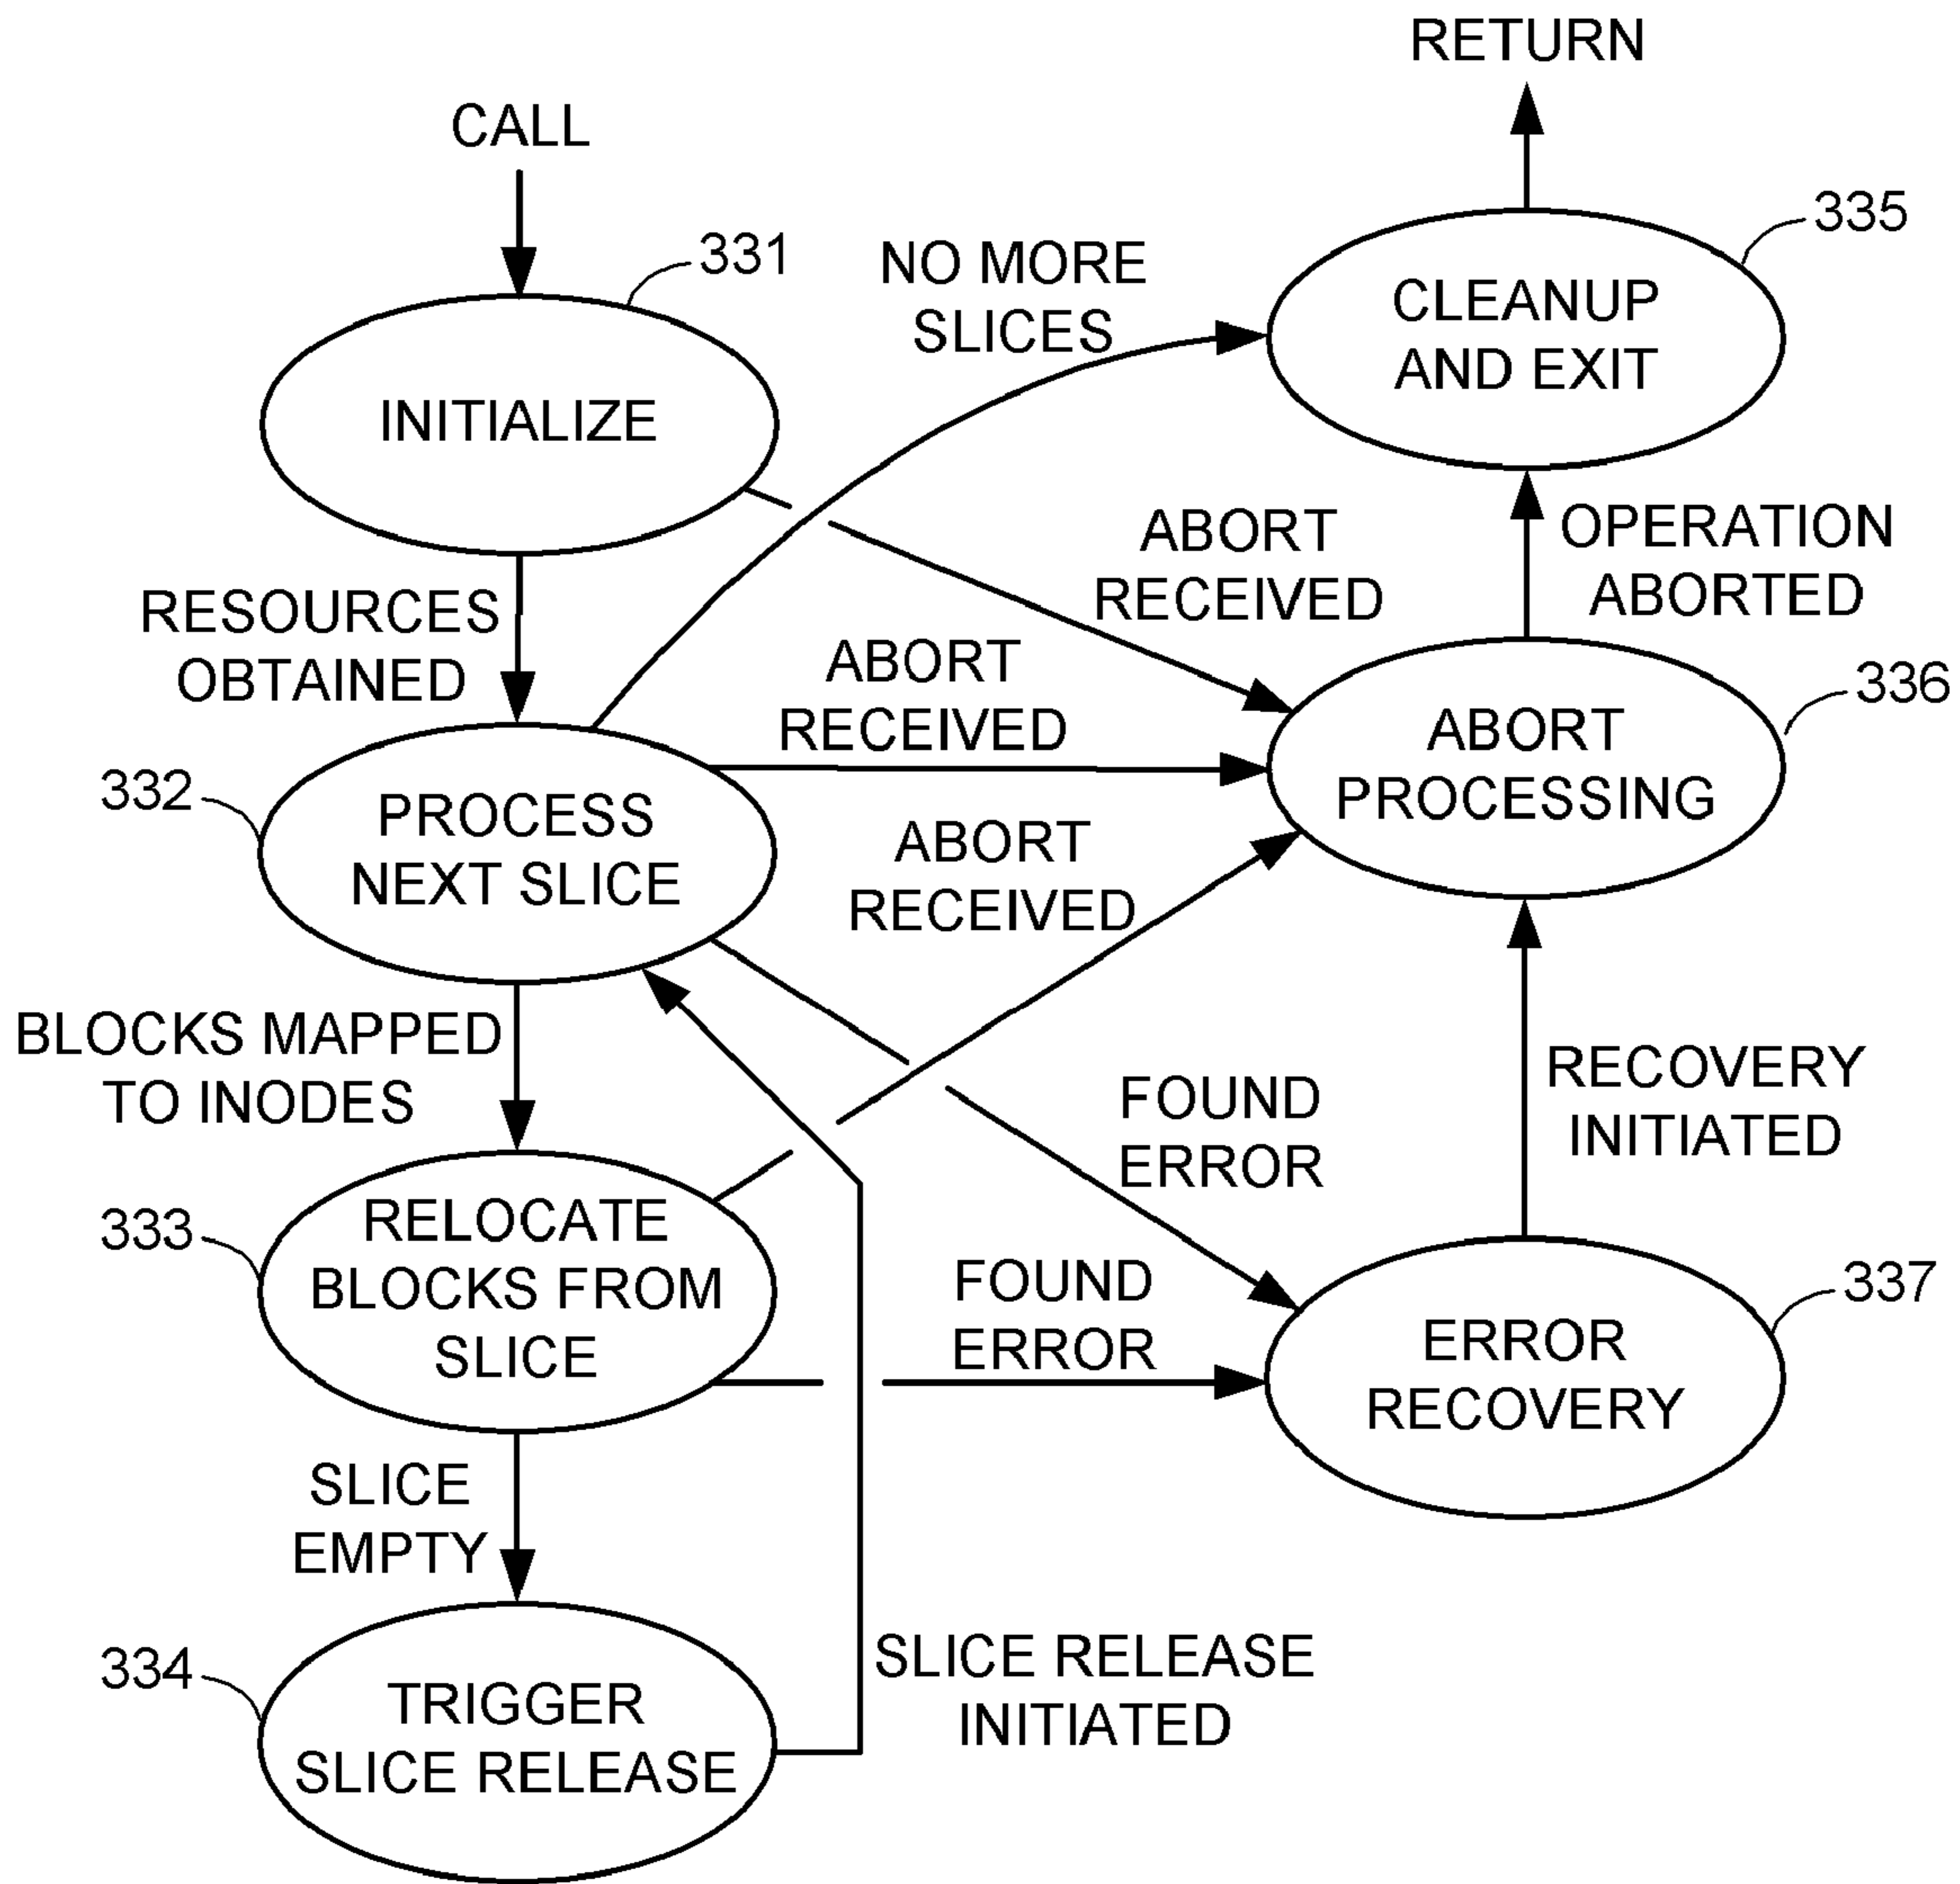 RETURN
CALL
335
331
NO MORE
SLICES
CLEANUP
AND EXIT
INITIALIZE
ABORT
RECEIVED
OPERATION
ABORTED
RESOURCES
OBTAINED
ABORT
RECEIVED
336
ABORT
PROCESSING
332
PROCESS
NEXT SLICE
ABORT
RECEIVED
BLOCKS MAPPED
TO INODES
FOUND
ERROR
RECOVERY
INITIATED
333
RELOCATE
BLOCKS FROM
SLICE
FOUND
ERROR
337
ERROR
RECOVERY
SLICE
EMPTY
334
TRIGGER
SLICE RELEASE
SLICE RELEASE
INITIATED